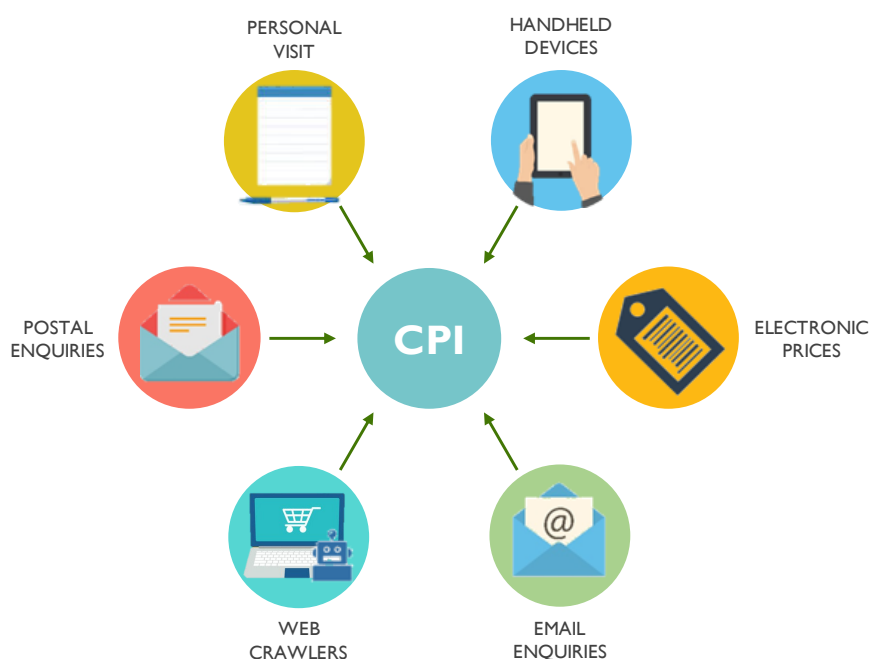 PERSONAL
VISIT
HANDHELD
DEVICES
POSTAL
ENQUIRIES
CPI
ELECTRONIC
PRICES
@
WEB
CRAWLERS
EMAIL
ENQUIRIES